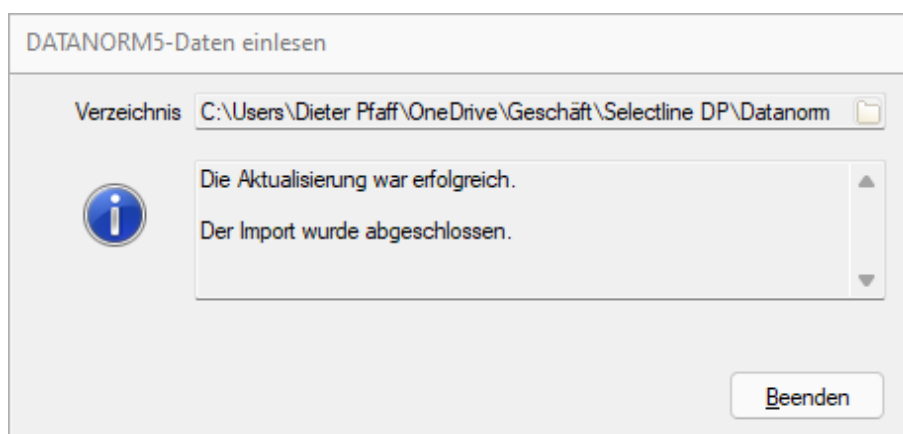 DATANORM5-Daten einlesen
Verzeichnis C:\Users\Dieter Pfaff\OneDrive\Geschäft\Selectline DP\Datanorm
Die Aktualisierung war erfolgreich.
Der Import wurde abgeschlossen.
Beenden